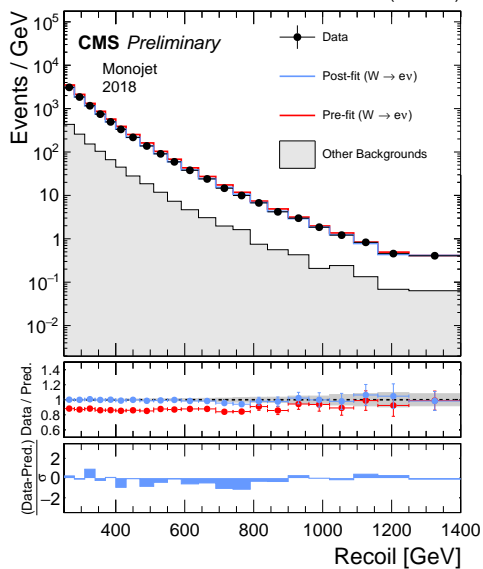 CMS Preliminary
Monojet
2018
Data
Post-fit (W → eν)
Pre-fit (W → eν)
Other Backgrounds
Events / GeV
10⁵
10⁴
10³
10²
10
1
10⁻¹
10⁻²
Data / Pred.
1.4
1.2
1
0.8
0.6
(Data-Pred.)
σ
2
0
−2
400 600 800 1000 1200 1400
Recoil [GeV]